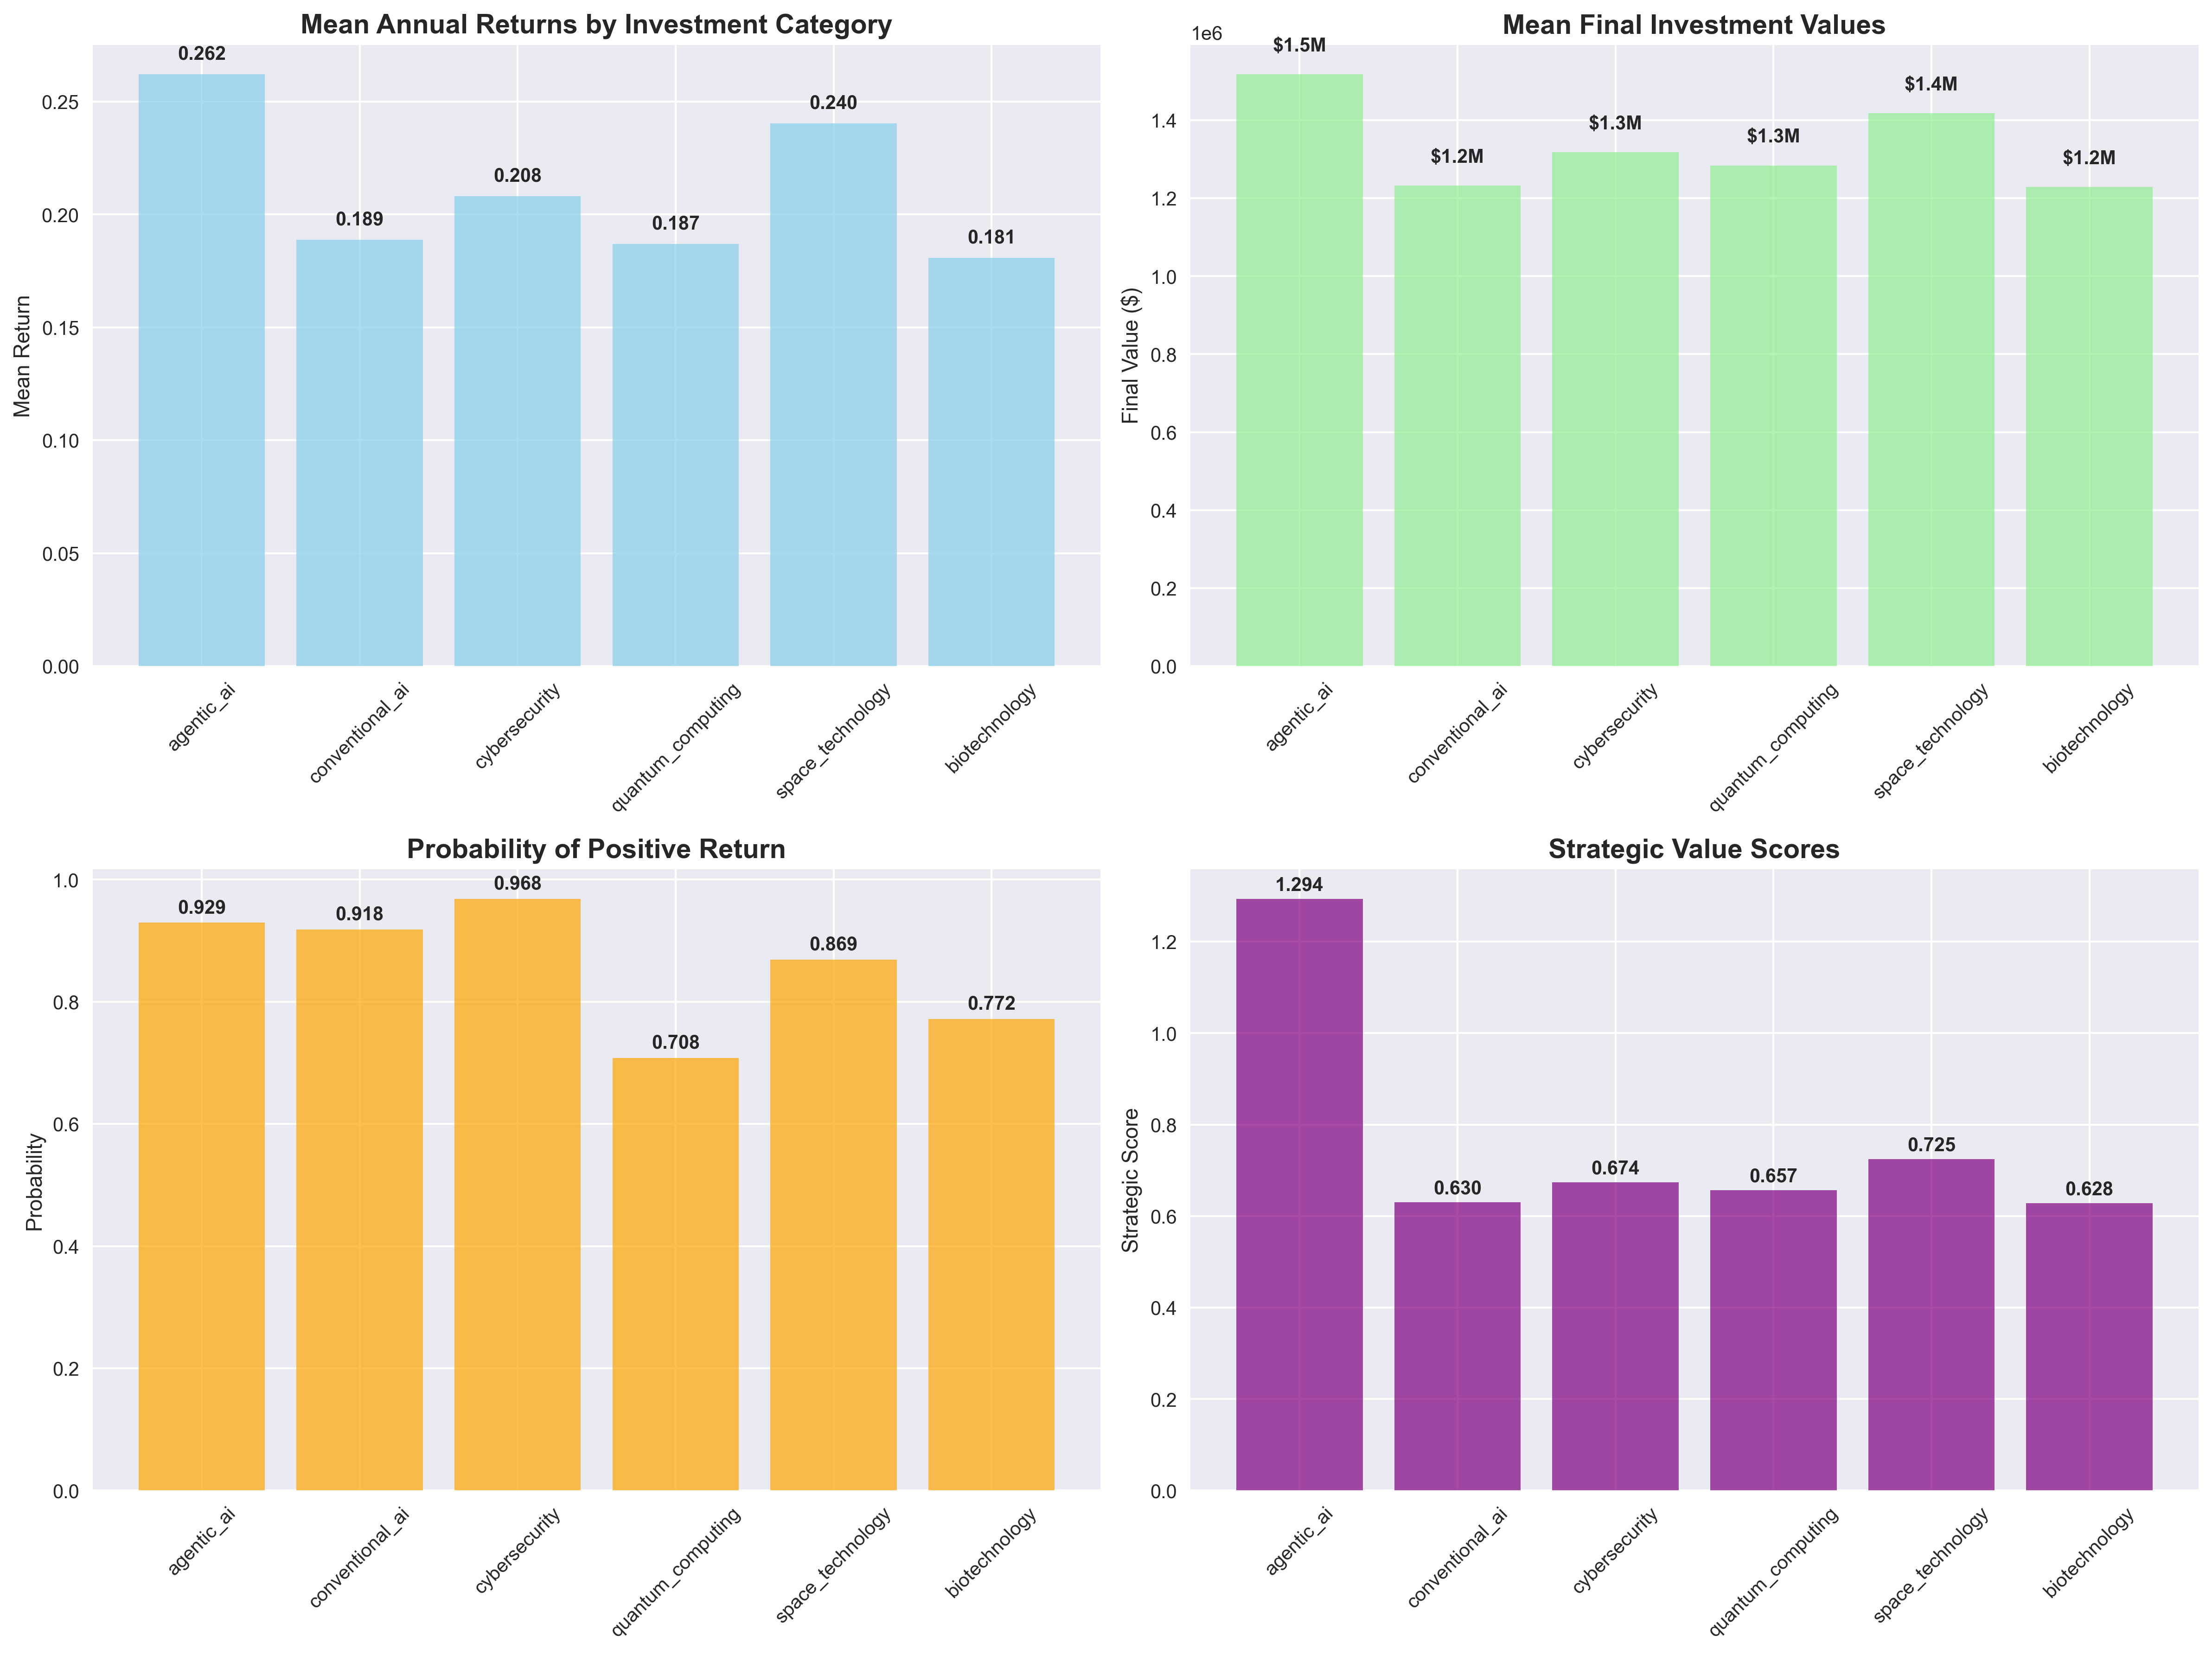 Mean Annual Returns by Investment Category
Mean Return
0.25
0.20
0.15
0.10
0.05
0.00
0.262
0.189
0.208
0.187
0.240
0.181
agentic_ai
conventional_ai
cybersecurity
quantum_computing
space_technology
biotechnology
Mean Final Investment Values
1e6
Final Value ($)
1.4
1.2
1.0
0.8
0.6
0.4
0.2
0.0
$1.5M
$1.2M
$1.3M
$1.3M
$1.4M
$1.2M
agentic_ai
conventional_ai
cybersecurity
quantum_computing
space_technology
biotechnology
Probability of Positive Return
Probability
1.0
0.8
0.6
0.4
0.2
0.0
0.929
0.918
0.968
0.708
0.869
0.772
agentic_ai
conventional_ai
cybersecurity
quantum_computing
space_technology
biotechnology
Strategic Value Scores
Strategic Score
1.2
1.0
0.8
0.6
0.4
0.2
0.0
1.294
0.630
0.674
0.657
0.725
0.628
agentic_ai
conventional_ai
cybersecurity
quantum_computing
space_technology
biotechnology